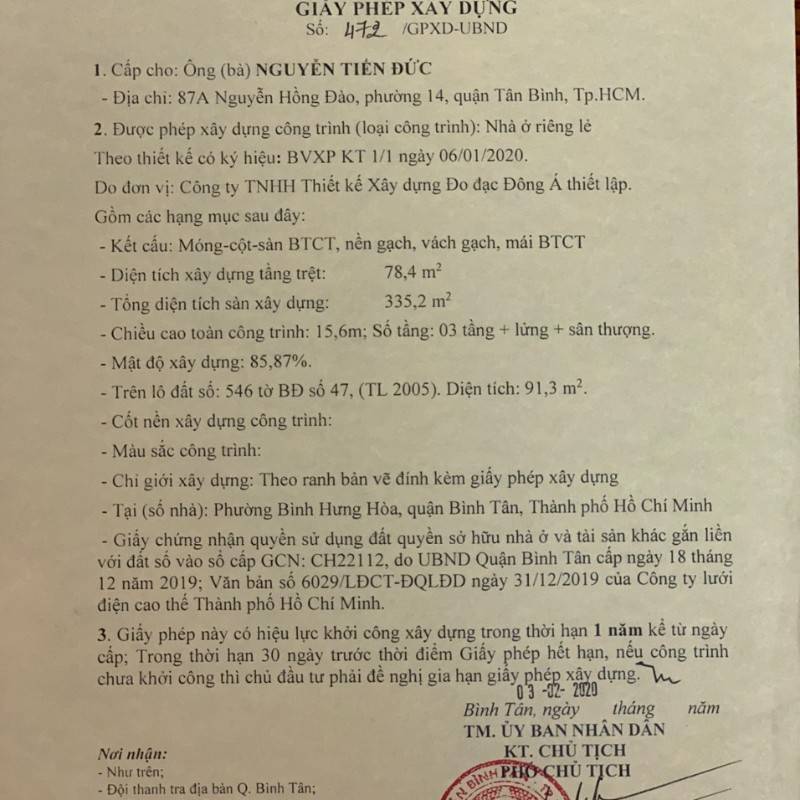 GIẤY PHÉP XÂY DỰNG
Số: 472 /GPXD-UBND
1. Cấp cho: Ông (bà) NGUYỄN TIẾN ĐỨC
- Địa chỉ: 87A Nguyễn Hồng Đào, phường 14, quận Tân Bình, Tp.HCM.
2. Được phép xây dựng công trình (loại công trình): Nhà ở riêng lẻ
Theo thiết kế có ký hiệu: BVXP KT 1/1 ngày 06/01/2020.
Do đơn vị: Công ty TNHH Thiết kế Xây dựng Đo đạc Đông Á thiết lập.
Gồm các hạng mục sau đây:
- Kết cấu: Móng-cột-sàn BTCT, nền gạch, vách gạch, mái BTCT
- Diện tích xây dựng tầng trệt: 78,4 m²
- Tổng diện tích sàn xây dựng: 335,2 m²
- Chiều cao toàn công trình: 15,6m; Số tầng: 03 tầng + lửng + sân thượng.
- Mật độ xây dựng: 85,87%.
- Trên lô đất số: 546 tờ BĐ số 47, (TL 2005). Diện tích: 91,3 m².
- Cốt nền xây dựng công trình:
- Màu sắc công trình:
- Chỉ giới xây dựng: Theo ranh bản vẽ đính kèm giấy phép xây dựng
- Tại (số nhà): Phường Bình Hưng Hòa, quận Bình Tân, Thành phố Hồ Chí Minh
- Giấy chứng nhận quyền sử dụng đất quyền sở hữu nhà ở và tài sản khác gắn liền
với đất số vào sổ cấp GCN: CH22112, do UBND Quận Bình Tân cấp ngày 18 tháng
12 năm 2019; Văn bản số 6029/LĐCT-ĐQLĐD ngày 31/12/2019 của Công ty lưới
điện cao thế Thành phố Hồ Chí Minh.
3. Giấy phép này có hiệu lực khởi công xây dựng trong thời hạn 1 năm kể từ ngày
cấp; Trong thời hạn 30 ngày trước thời điểm Giấy phép hết hạn, nếu công trình
chưa khởi công thì chủ đầu tư phải đề nghị gia hạn giấy phép xây dựng.
03 -02- 2020
Bình Tân, ngày tháng năm
TM. ỦY BAN NHÂN DÂN
KT. CHỦ TỊCH
PHÓ CHỦ TỊCH
Nơi nhận:
- Như trên;
- Đội thanh tra địa bàn Q. Bình Tân;